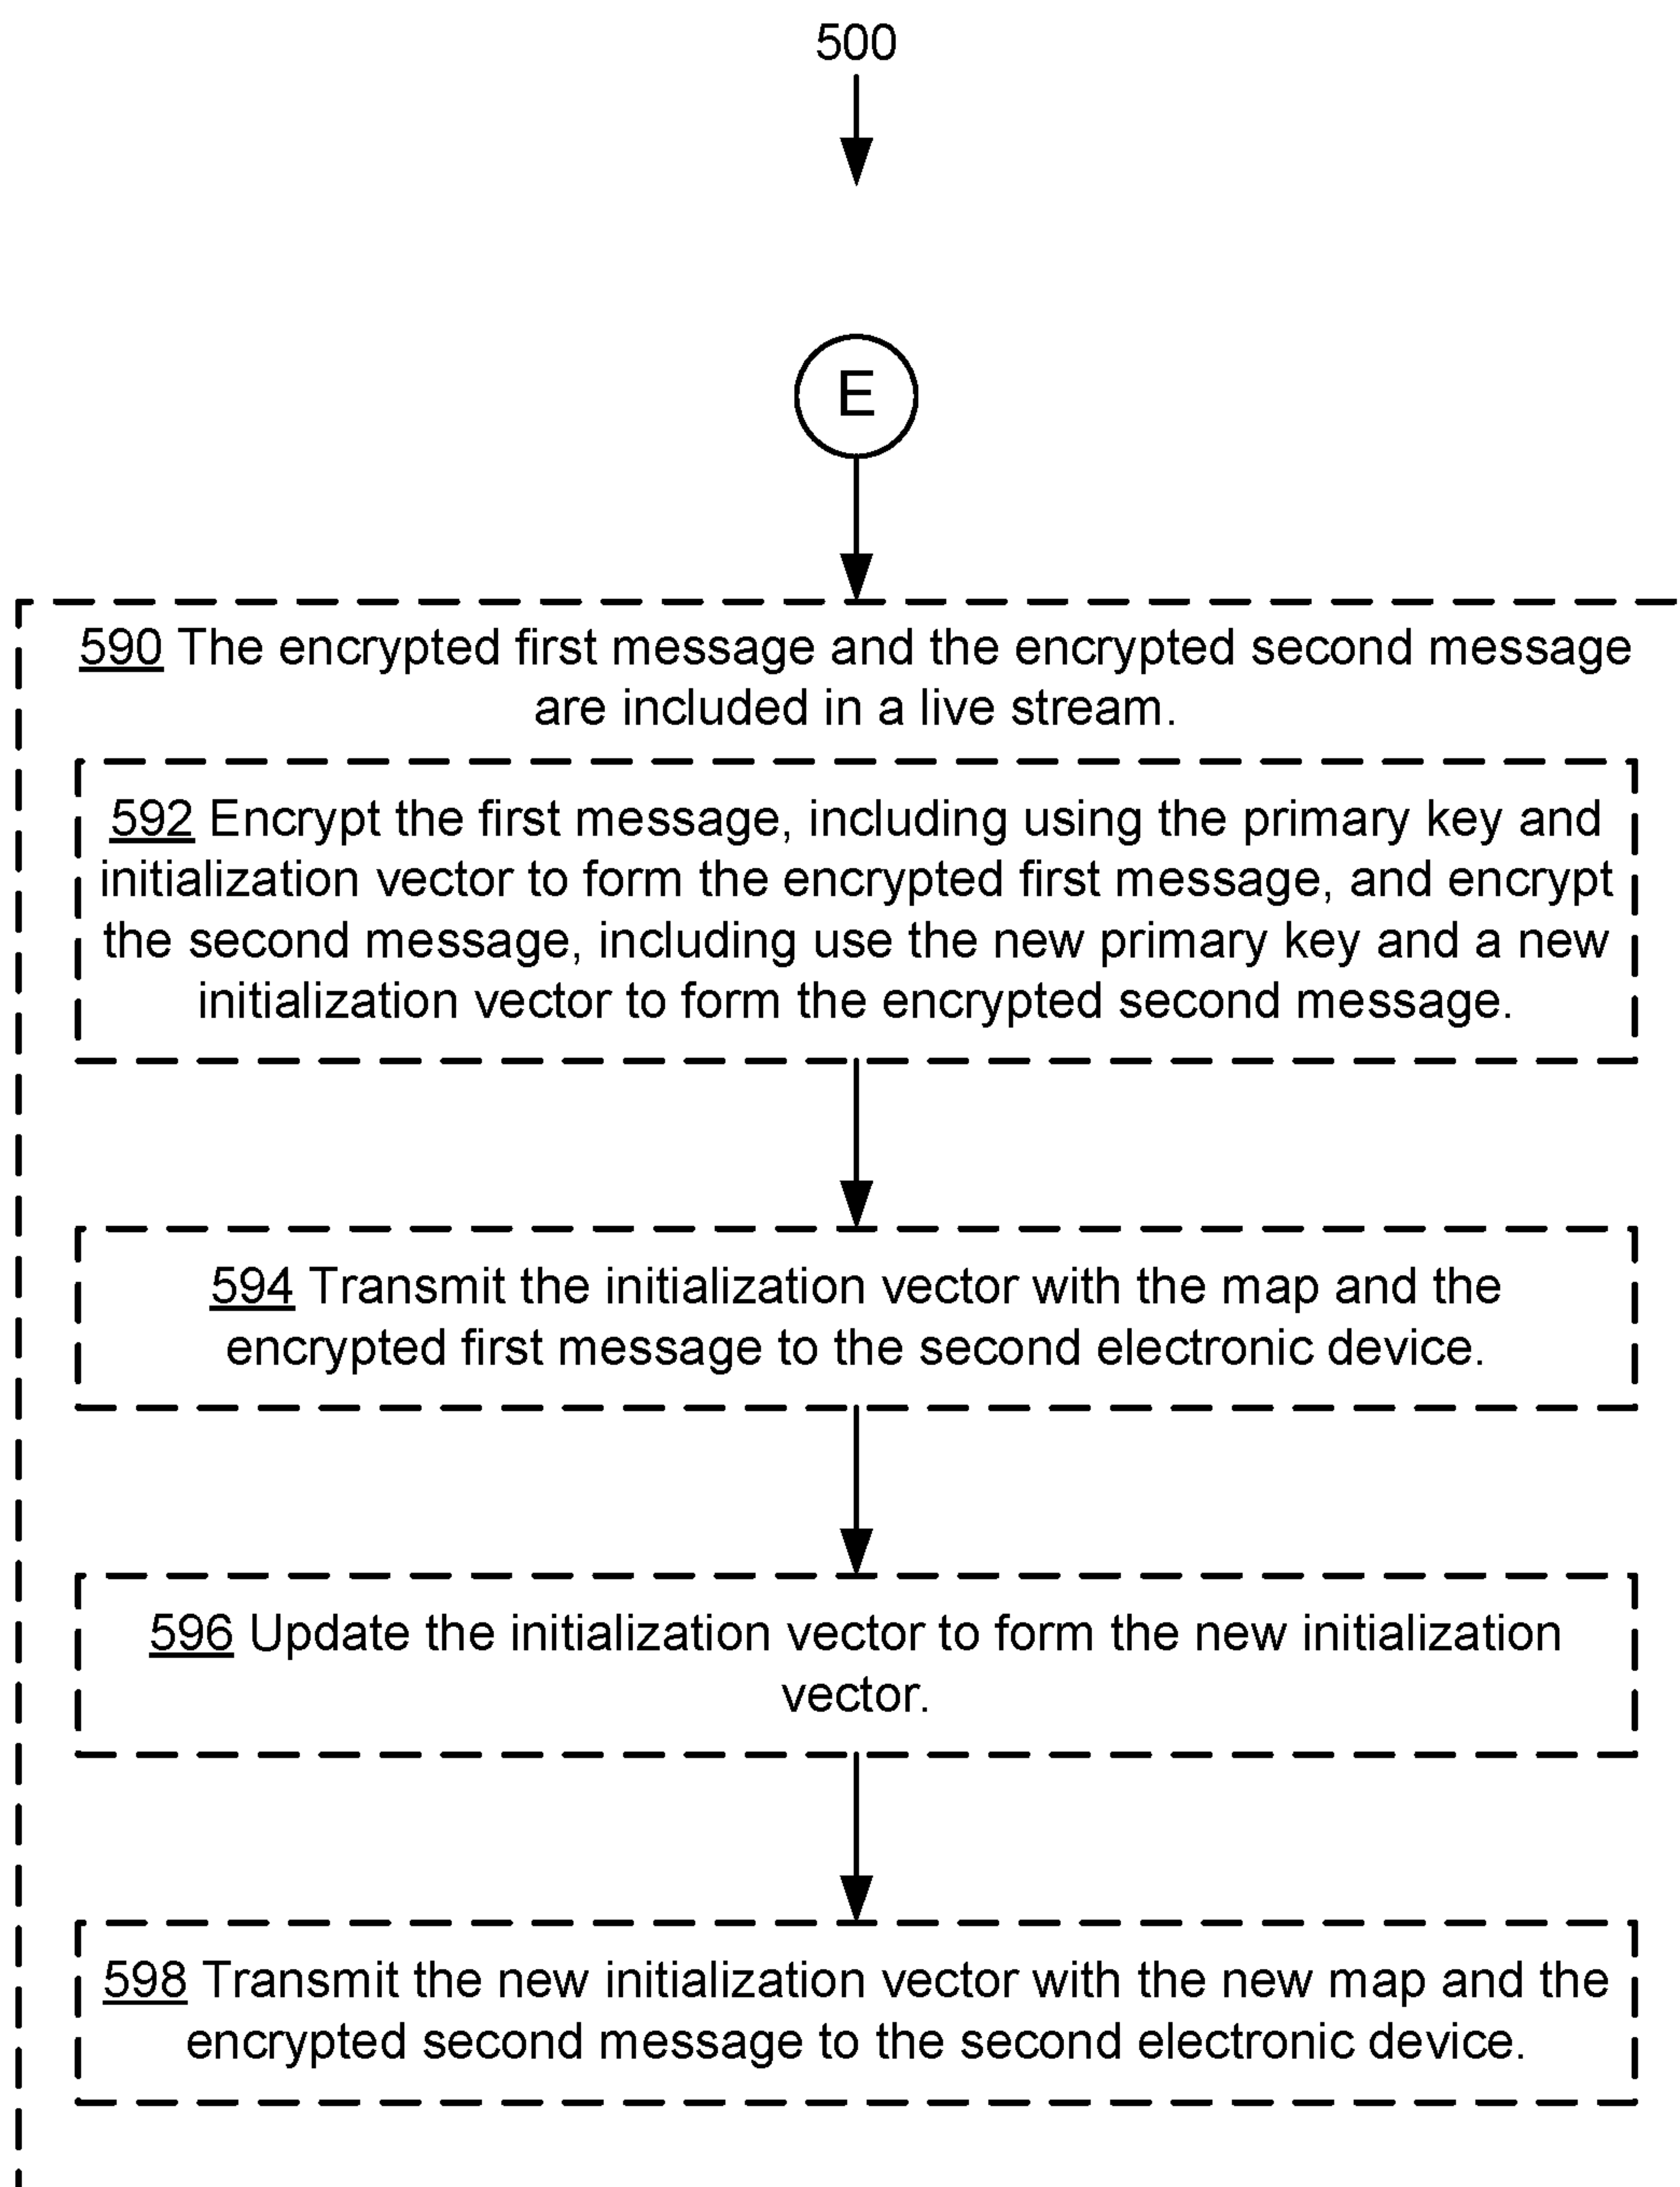 500
E
590 The encrypted first message and the encrypted second message
are included in a live stream.
592 Encrypt the first message, including using the primary key and
initialization vector to form the encrypted first message, and encrypt
the second message, including use the new primary key and a new
initialization vector to form the encrypted second message.
594 Transmit the initialization vector with the map and the
encrypted first message to the second electronic device.
596 Update the initialization vector to form the new initialization
vector.
598 Transmit the new initialization vector with the new map and the
encrypted second message to the second electronic device.